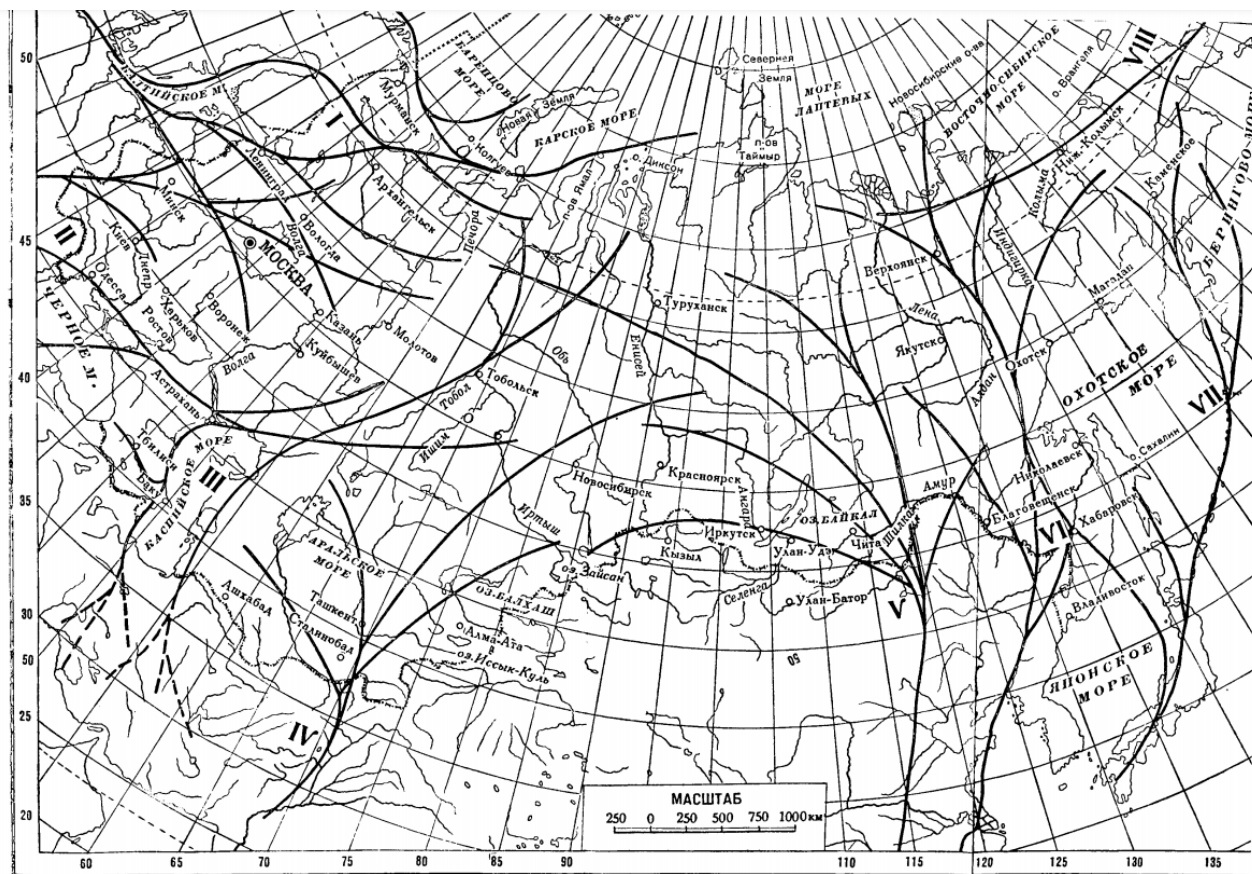 50
45
40
35
30
50
25
20
БАЛТИЙСКОЕ М.
I
Мурманск
БАРЕНЦОВО
МОРЕ
Новая Земля
Колгуев
КАРСКОЕ МОРЕ
Северная
Земля
МОРЕ
ЛАПТЕВЫХ
п-ов
Таймыр
о. Диксон
п-ов Ямал
Новосибирские о-ва
ВОСТОЧНО-СИБИРСКОЕ
МОРЕ
о. Врангеля
VIII
Ниж.-Колымск
Колыма
Индигирка
Каменское
БЕРИНГОВО МОРЕ
Ленинград
Архангельск
Печора
Минск
Вологда
Волга
МОСКВА
II
Киев
Днепр
Одесса
Харьков
Воронеж
Ростов
Казань
Молотов
Куйбышев
Волга
ЧЕРНОЕ М.
Астрахань
Тобол
Тобольск
Ишим
Обь
Енисей
Туруханск
Верхоянск
Лена
Якутск
Алдан
Охотск
Магадан
ОХОТСКОЕ
МОРЕ
VII
Тбилиси
Баку
III
КАСПИЙСКОЕ МОРЕ
АРАЛЬСКОЕ
МОРЕ
Иртыш
Новосибирск
Красноярск
Ангара
Иркутск
ОЗ. БАЙКАЛ
Кызыл
Улан-Удэ
Чита
Шилка
Амур
Николаевск
о. Сахалин
Благовещенск
Хабаровск
VI
Владивосток
оз. Зайсан
Селенга
Улан-Батор
V
Ашхабад
Ташкент
Сталинобад
ОЗ. БАЛХАШ
Алма-Ата
оз. Иссык-Куль
IV
50
ЯПОНСКОЕ
МОРЕ
МАСШТАБ
250 0 250 500 750 1000 км
60 65 70 75 80 85 90 110 115 120 125 130 135